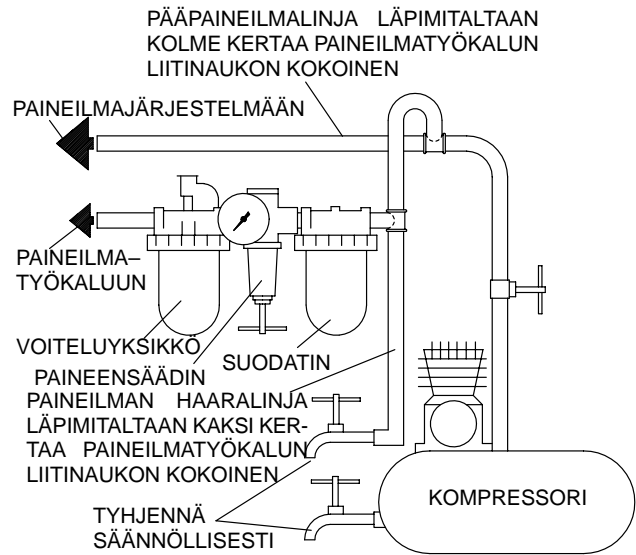 PÄÄPAINEILMALINJA LÄPIMITALTAAN
KOLME KERTAA PAINEILMATYÖKALUN
LIITINAUKON KOKOINEN
PAINEILMAJÄRJESTELMÄÄN
PAINEILMA–
TYÖKALUUN
VOITELUYKSIKKÖ
SUODATIN
PAINEENSÄÄDIN
PAINEILMAN HAARALINJA
LÄPIMITALTAAN KAKSI KER-
TAA PAINEILMATYÖKALUN
LIITINAUKON KOKOINEN
KOMPRESSORI
TYHJENNÄ
SÄÄNNÖLLISESTI